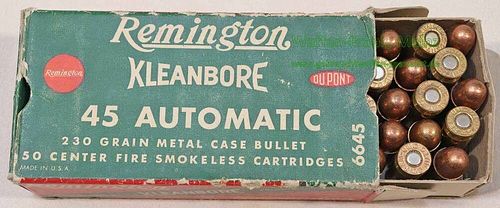 Remington
Remington
KLEANBORE
DU PONT
45 AUTOMATIC
230 GRAIN METAL CASE BULLET
50 CENTER FIRE SMOKELESS CARTRIDGES
MADE IN U.S.A.
6645